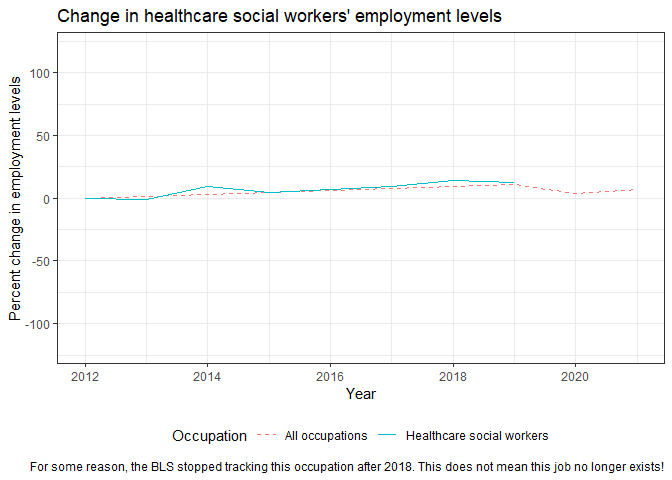 Change in healthcare social workers' employment levels
Percent change in employment levels
100
50
0
-50
-100
2012 2014 2016 2018 2020
Year
Occupation All occupations Healthcare social workers
For some reason, the BLS stopped tracking this occupation after 2018. This does not mean this job no longer exists!